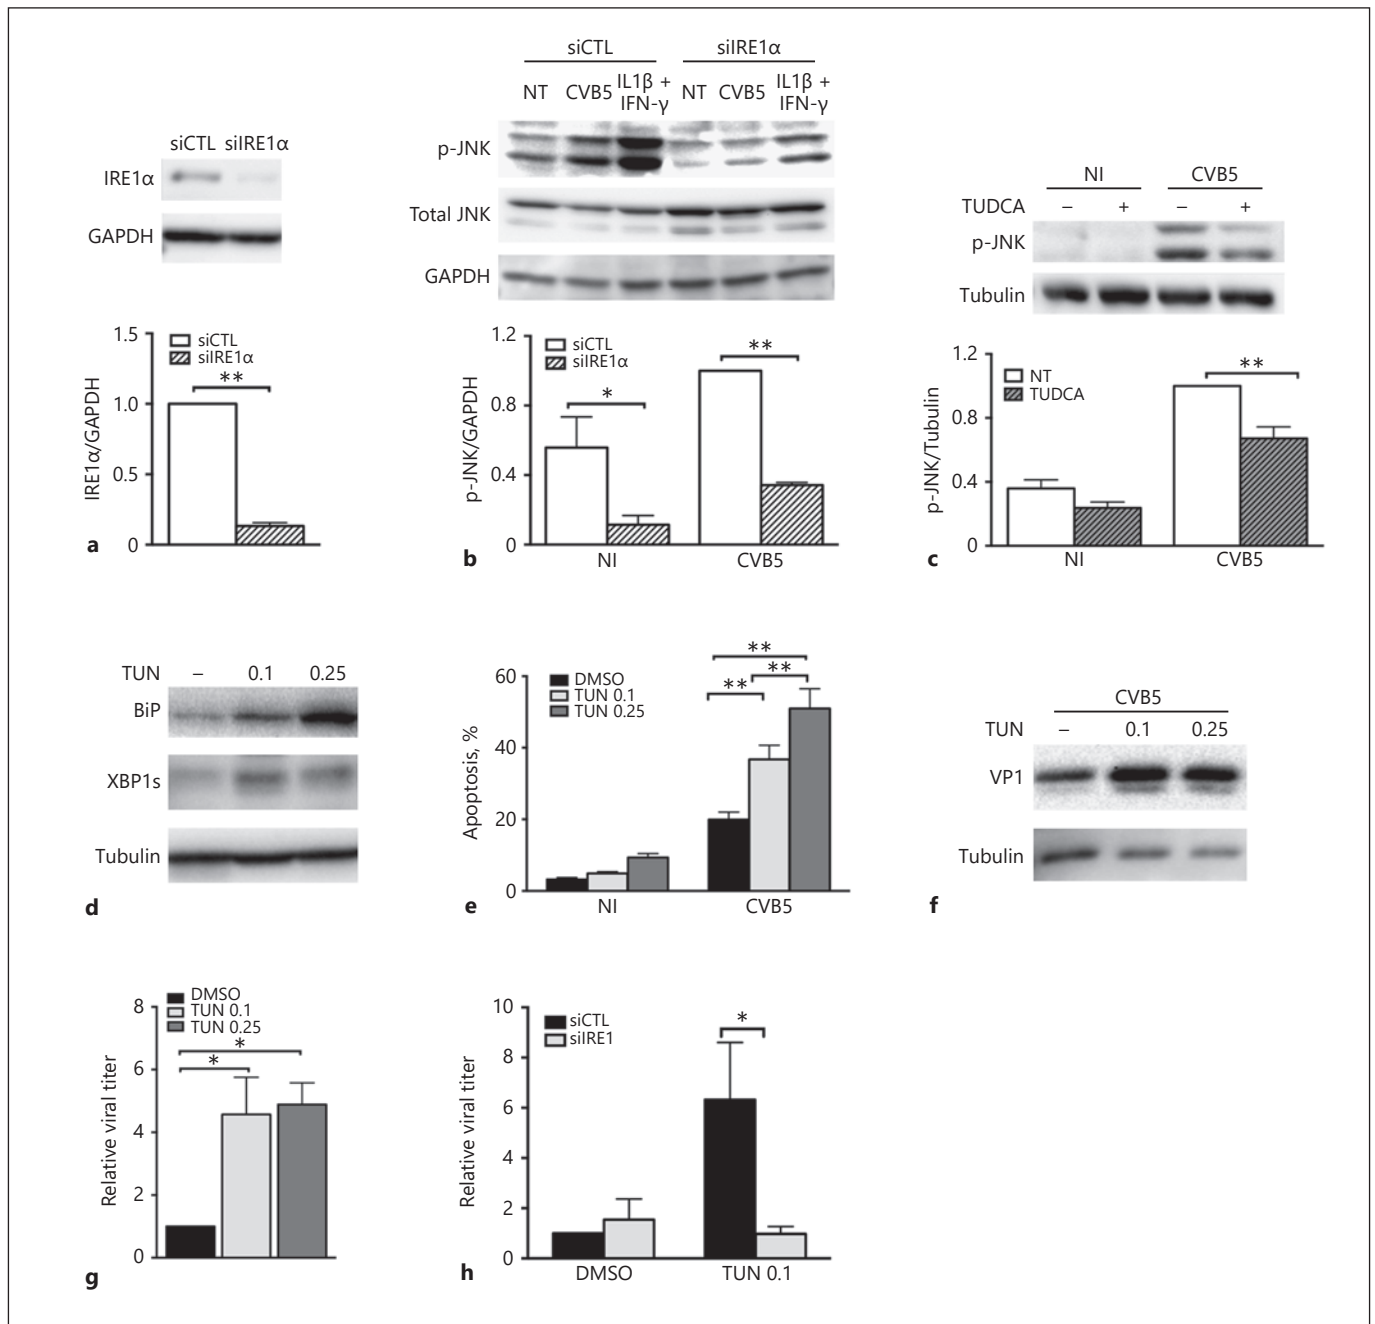 siCTL siIRE1α
IRE1α
GAPDH
1.5
1.0
0.5
0
IRE1α/GAPDH
siCTL
siIRE1α
**
a
siCTL siIRE1α
NT CVB5 IL1β + IFN-γ NT CVB5 IL1β + IFN-γ
p-JNK
Total JNK
GAPDH
1.2
0.8
0.4
0
p-JNK/GAPDH
siCTL
siIRE1α
*
**
NI CVB5
b
NI CVB5
TUDCA – + – +
p-JNK
Tubulin
1.2
0.8
0.4
0
p-JNK/Tubulin
NT
TUDCA
**
NI CVB5
c
TUN – 0.1 0.25
BiP
XBP1s
Tubulin
d
60
40
20
0
Apoptosis, %
DMSO
TUN 0.1
TUN 0.25
**
**
**
NI CVB5
e
CVB5
TUN – 0.1 0.25
VP1
Tubulin
f
8
6
4
2
0
Relative viral titer
DMSO
TUN 0.1
TUN 0.25
*
*
g
10
8
6
4
2
0
Relative viral titer
siCTL
siIRE1
*
DMSO TUN 0.1
h